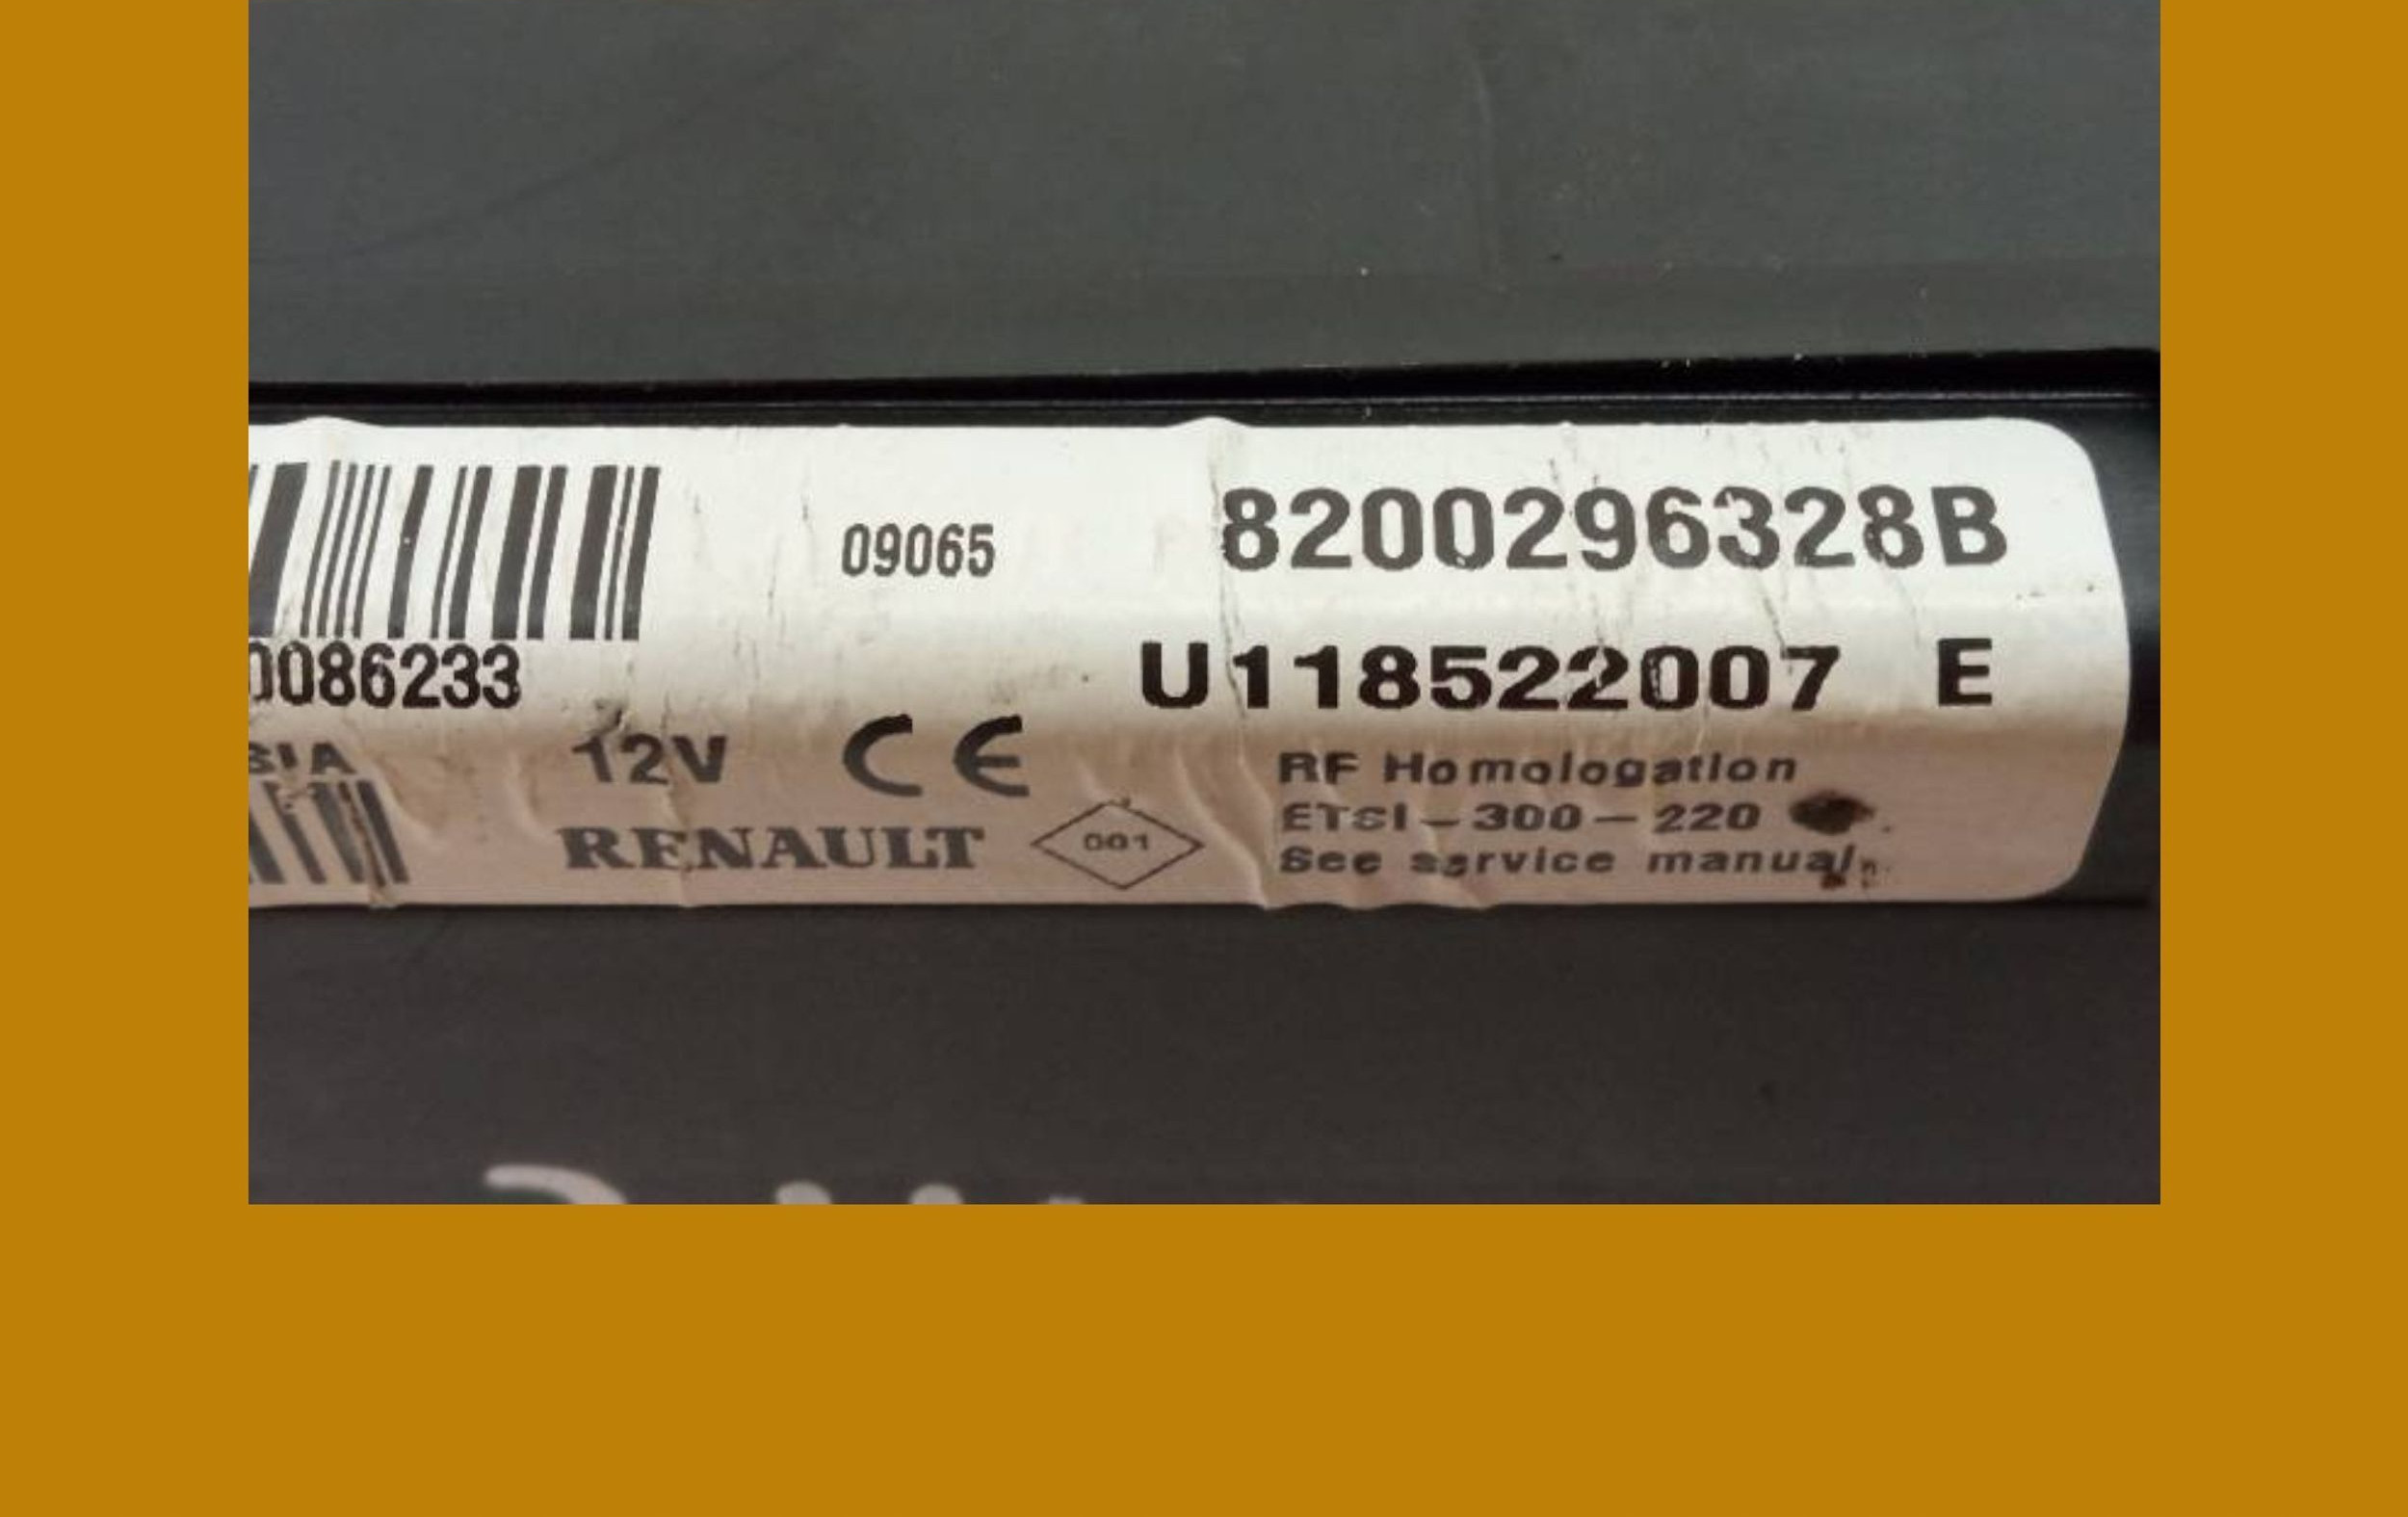 09065 8200296328B
0086233 U118522007 E
12V CE RF Homologation
ETSI-300-220
RENAULT 001 See service manual